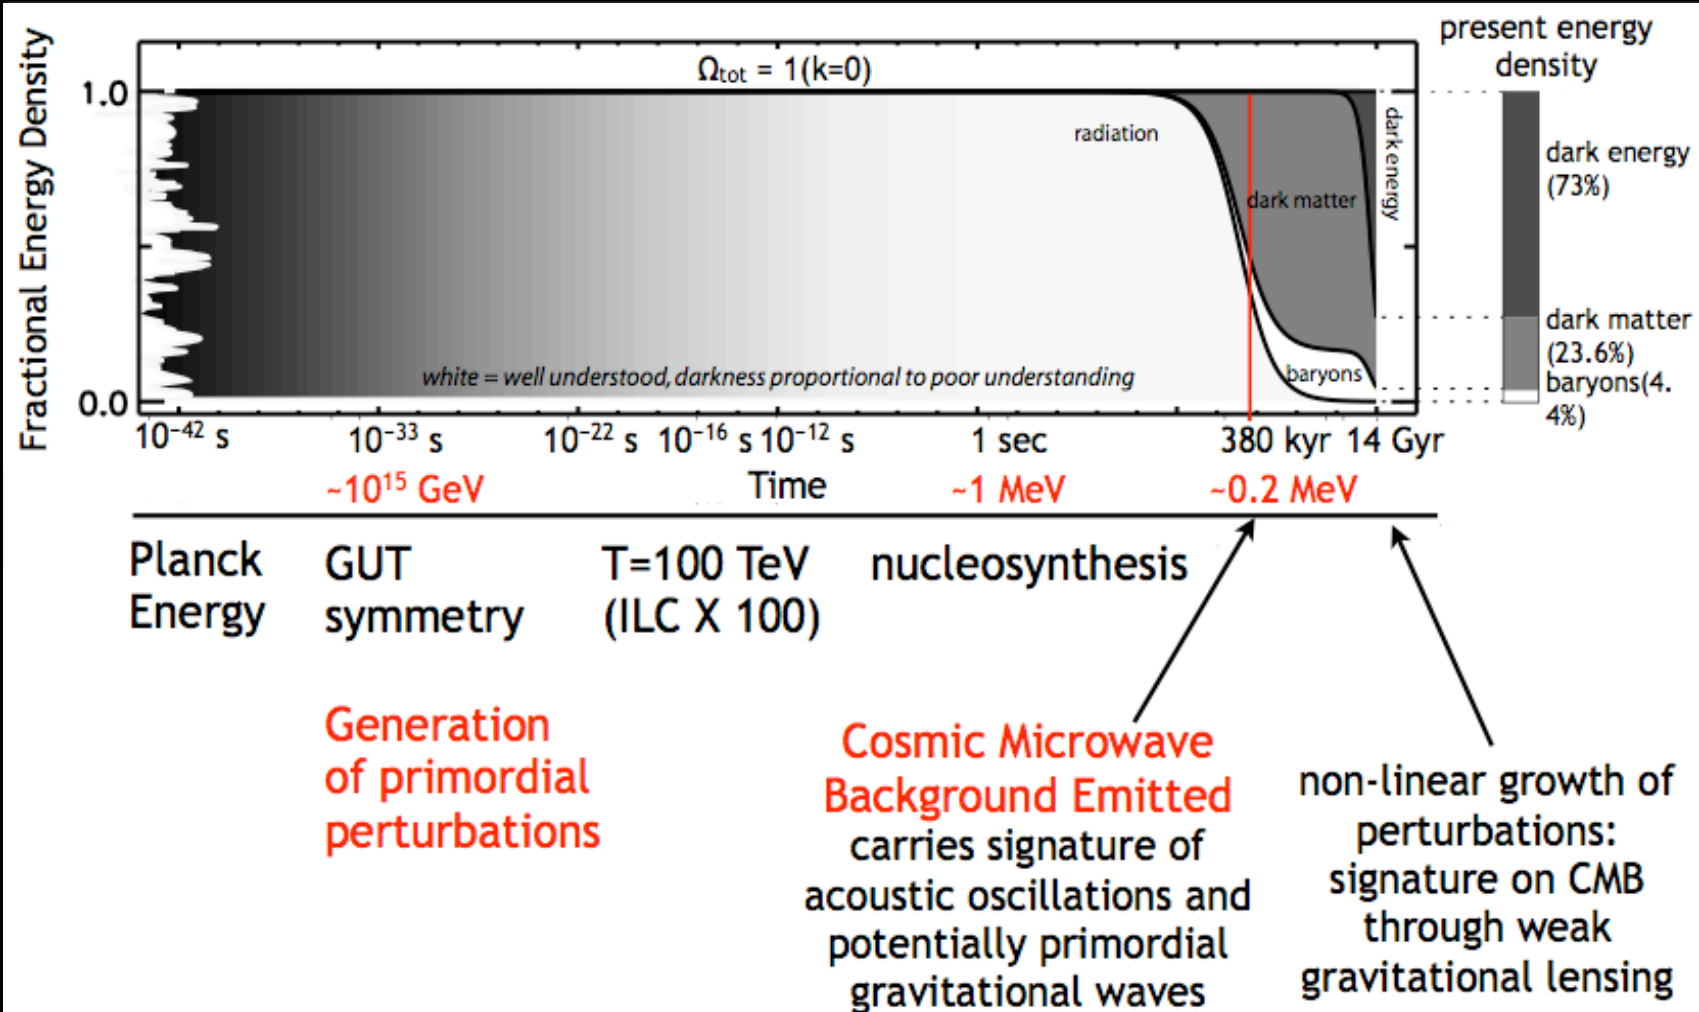 present energy
density
Fractional Energy Density
Ωtot = 1(k=0)
1.0
radiation
dark energy
dark matter
dark energy
(73%)
dark matter
(23.6%)
baryons(4.
4%)
white = well understood, darkness proportional to poor understanding
baryons
0.0
10⁻⁴² s 10⁻³³ s 10⁻²² s 10⁻¹⁶ s 10⁻¹² s 1 sec 380 kyr 14 Gyr
~10¹⁵ GeV Time ~1 MeV ~0.2 MeV
Planck
Energy
GUT
symmetry
T=100 TeV
(ILC X 100)
nucleosynthesis
Generation
of primordial
perturbations
Cosmic Microwave
Background Emitted
carries signature of
acoustic oscillations and
potentially primordial
gravitational waves
non-linear growth of
perturbations:
signature on CMB
through weak
gravitational lensing